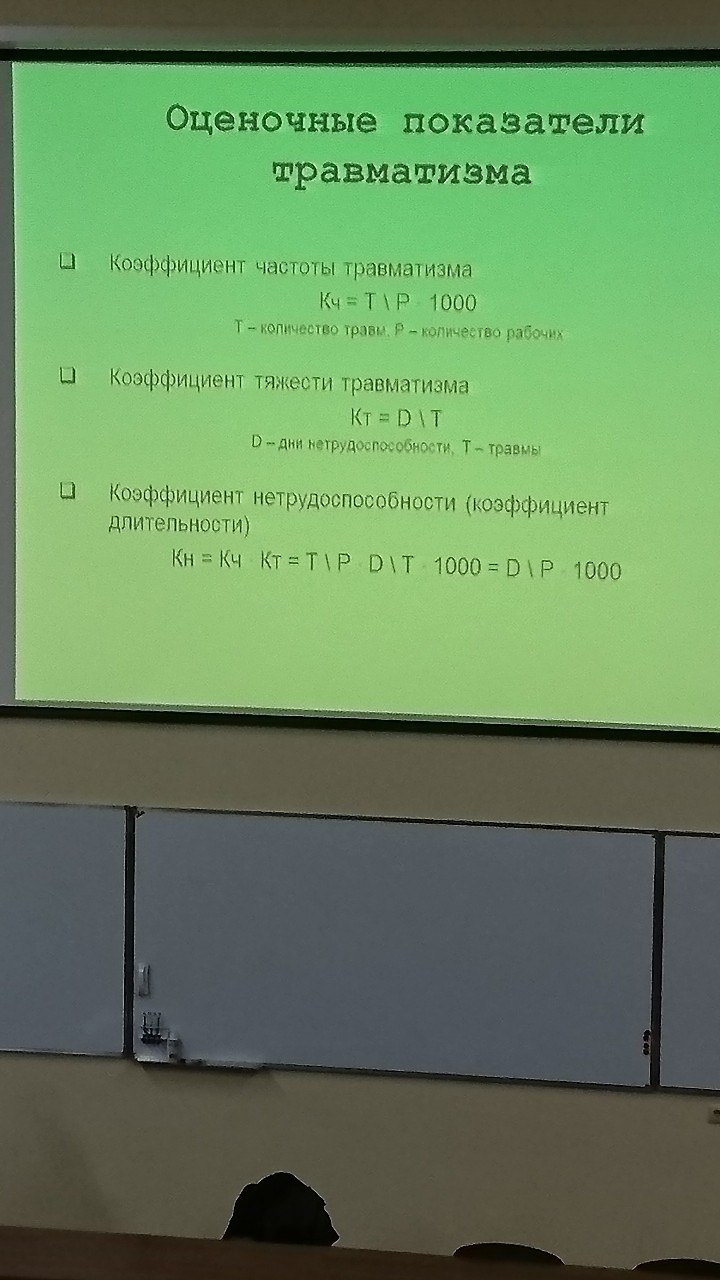 Оценочные показатели
травматизма
Коэффициент частоты травматизма
Кч = Т \ Р · 1000
Т – количество травм, Р – количество рабочих
Коэффициент тяжести травматизма
Кт = D \ Т
D – дни нетрудоспособности, Т – травмы
Коэффициент нетрудоспособности (коэффициент
длительности)
Кн = Кч · Кт = Т \ Р · D \ Т · 1000 = D \ Р · 1000